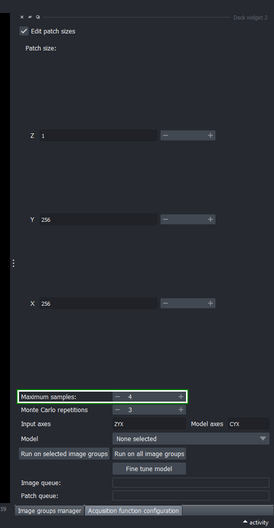 Dock widget 2
Edit patch sizes
Patch size:
Z 1 − +
Y 256 − +
X 256 − +
Maximum samples: − 4 +
Monte Carlo repetitions − 3 +
Input axes ZYX Model axes CYX
Model None selected
Run on selected image groups Run on all image groups
Fine tune model
Image queue:
Patch queue:
59
Image groups manager Acquisition function configuration
activity